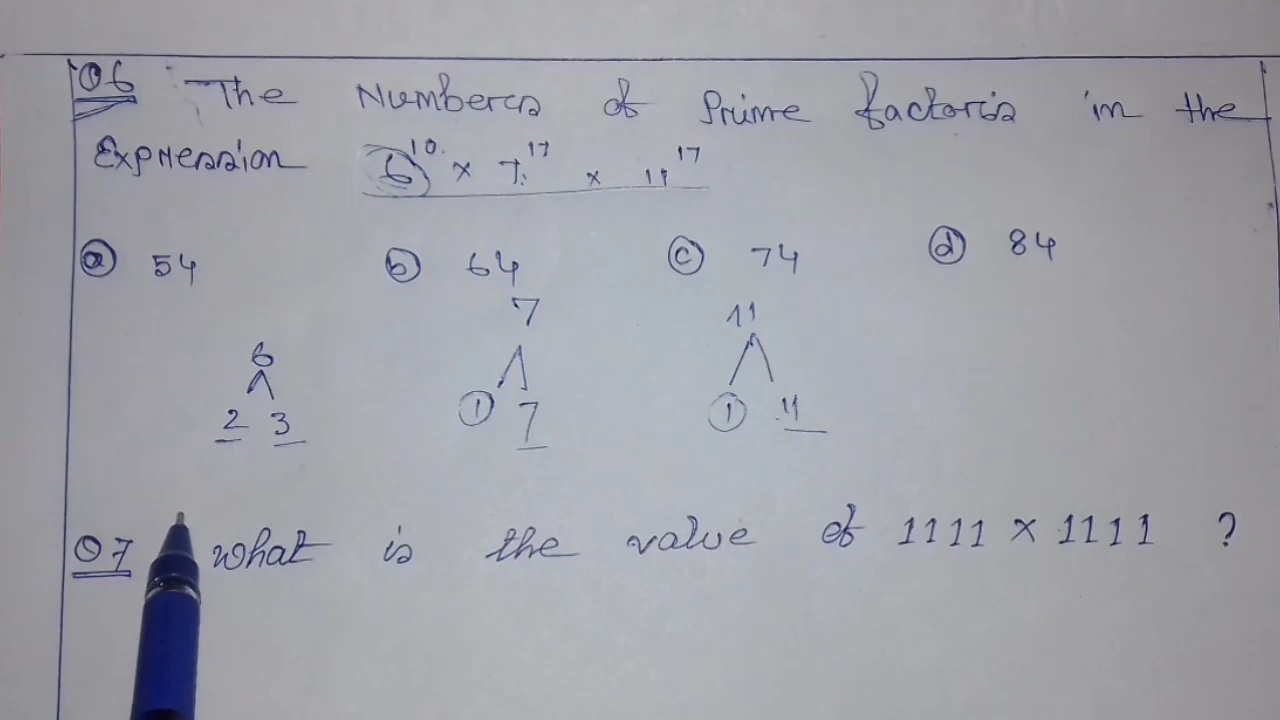 Q6 The Numbers of Prime factors in the
Expression 6^10 × 7^17 × 11^17
(a) 54 (b) 64 (c) 74 (d) 84
6 7 11
2 3 1 7 1 11
Q7 what is the value of 1111 × 1111 ?